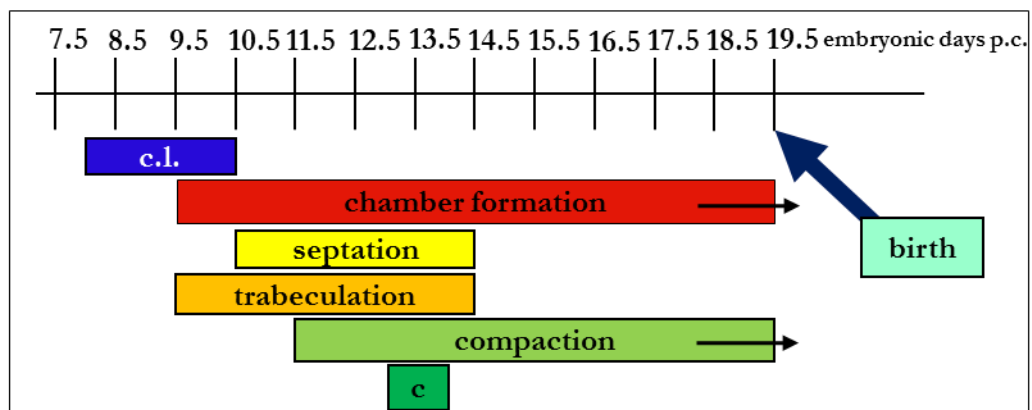 7.5 8.5 9.5 10.5 11.5 12.5 13.5 14.5 15.5 16.5 17.5 18.5 19.5 embryonic days p.c.
c.l.
chamber formation
septation
birth
trabeculation
compaction
c